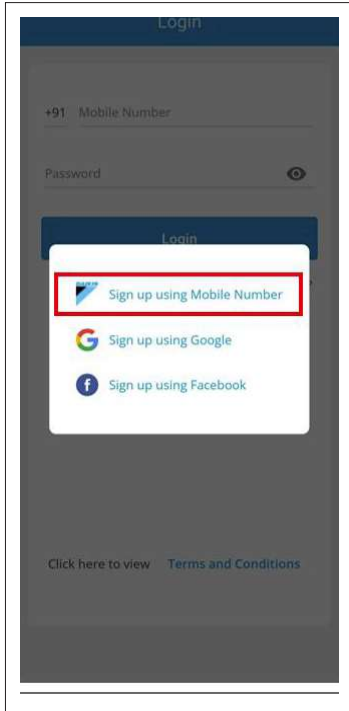 Login
+91 Mobile Number
Password
Login
Sign up using Mobile Number
Sign up using Google
Sign up using Facebook
Click here to view Terms and Conditions